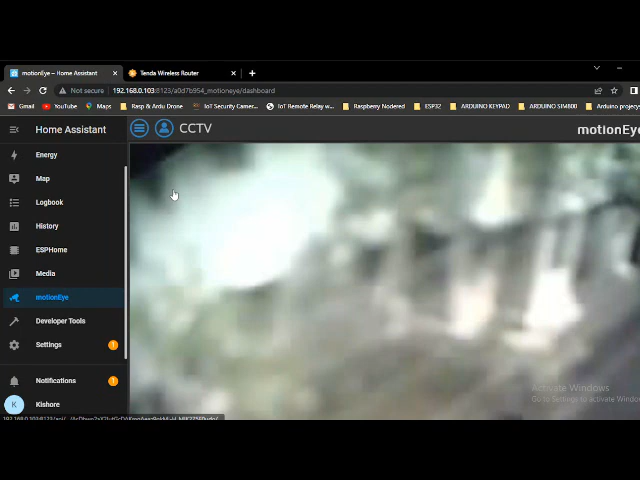 motionEye – Home Assistant
Tenda Wireless Router
Not secure
192.168.0.103:8123/a0d7b954_motioneye/dashboard
Gmail
YouTube
Maps
Rasp & Ardu Drone
IoT Security Camer...
IoT Remote Relay w...
Raspberry Nodered
ESP32
ARDUINO KEYPAD
ARDUINO SIM800
Arduino projects
Home Assistant
CCTV
motionEye
Energy
Map
Logbook
History
ESPHome
Media
motionEye
Developer Tools
Settings
1
Notifications
1
K
Kishore
Activate Windows
Go to Settings to activate Windows